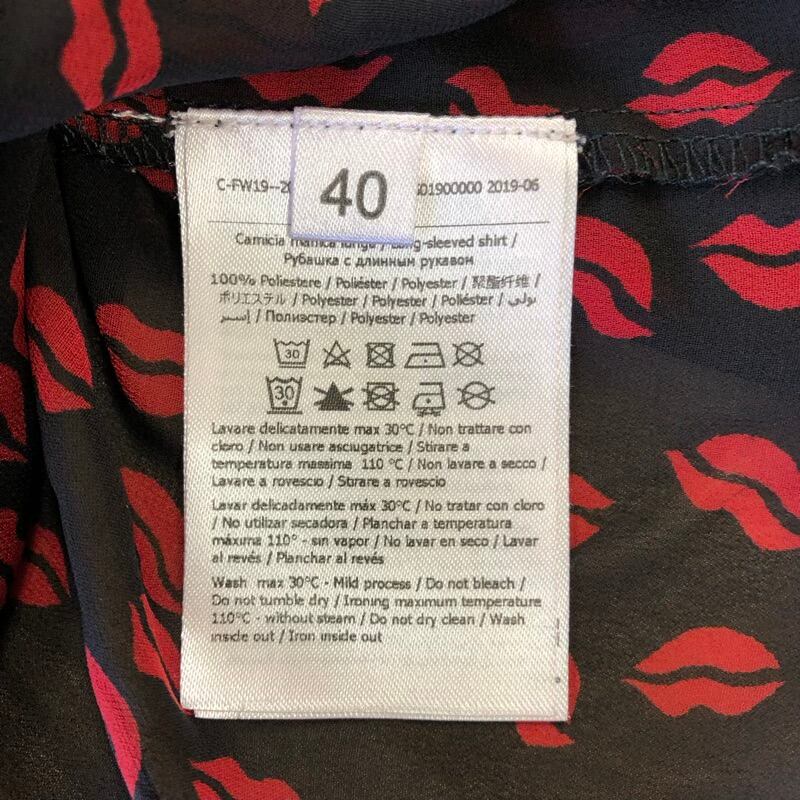 C-FW19--2
40
01900000 2019-06
Camicia manica lunga / Long-sleeved shirt /
Рубашка с длинным рукавом
100% Poliestere / Poliéster / Polyester / 聚酯纤维 /
ポリエステル / Polyester / Polyester / Poliéster / بولي
إستر / Полиэстер / Polyester / Polyester
30
30
Lavare delicatamente max 30°C / Non trattare con
cloro / Non usare asciugatrice / Stirare a
temperatura massima 110 °C / Non lavare a secco /
Lavare a rovescio / Stirare a rovescio
Lavar delicadamente máx 30°C / No tratar con cloro
/ No utilizar secadora / Planchar a temperatura
máxima 110° - sin vapor / No lavar en seco / Lavar
al revés / Planchar al revés
Wash max 30°C - Mild process / Do not bleach /
Do not tumble dry / Ironing maximum temperature
110°C - without steam / Do not dry clean / Wash
inside out / Iron inside out